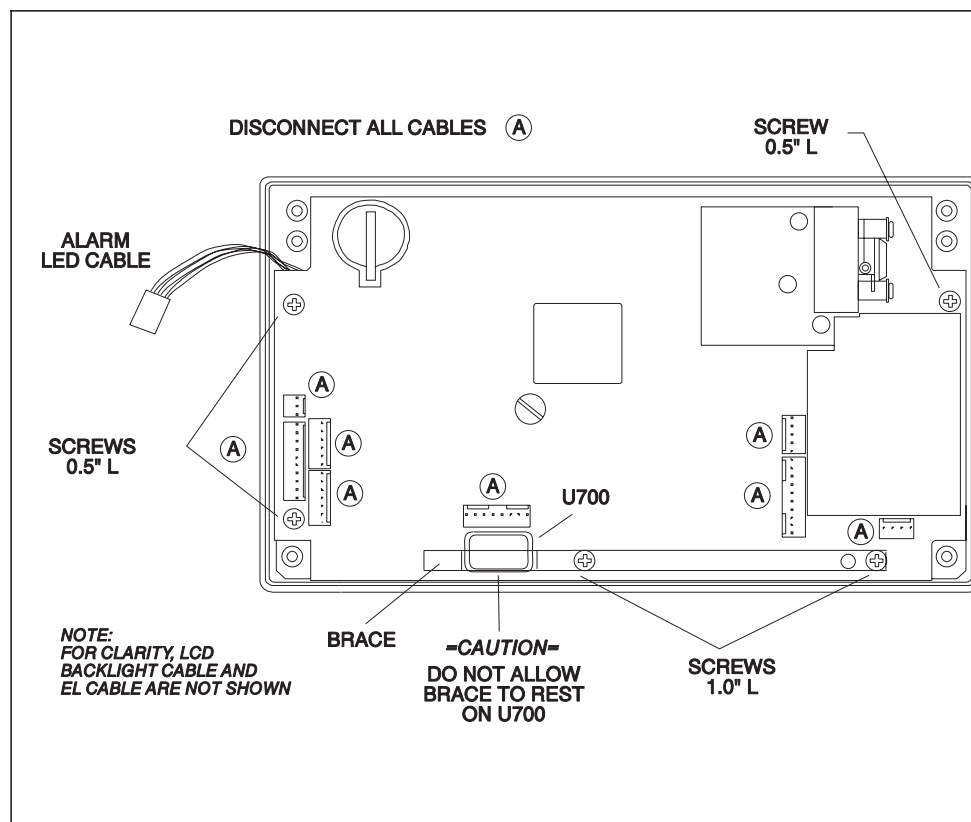 DISCONNECT ALL CABLES A
SCREW
0.5" L
ALARM
LED CABLE
A
A
A
SCREWS
0.5" L
A
A
A
A
U700
A
BRACE
=CAUTION=
DO NOT ALLOW
BRACE TO REST
ON U700
SCREWS
1.0" L
NOTE:
FOR CLARITY, LCD
BACKLIGHT CABLE AND
EL CABLE ARE NOT SHOWN